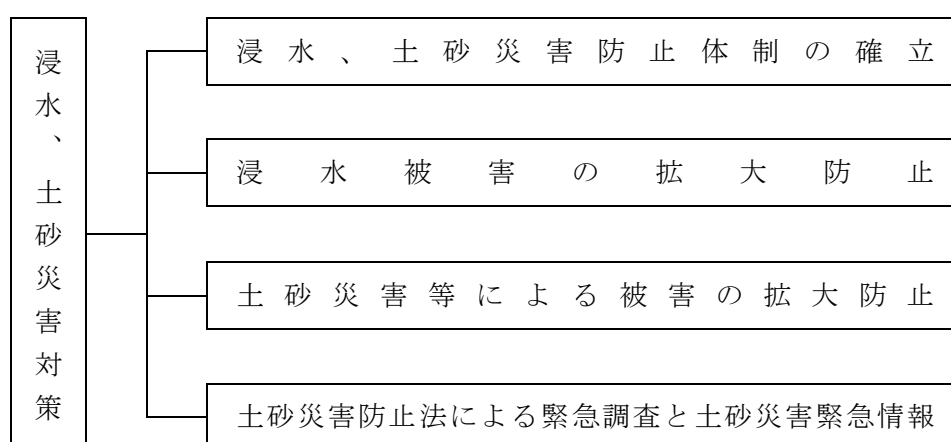 浸水、土砂災害対策
浸水、土砂災害防止体制の確立
浸水被害の拡大防止
土砂災害等による被害の拡大防止
土砂災害防止法による緊急調査と土砂災害緊急情報